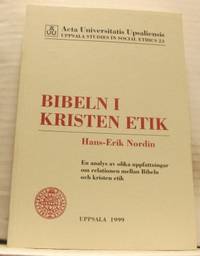 Acta Universitatis Upsaliensis
UPPSALA STUDIES IN SOCIAL ETHICS 23
BIBELN I
KRISTEN ETIK
Hans-Erik Nordin
En analys av olika uppfattningar
om relationen mellan Bibeln
och kristen etik
UPPSALA 1999